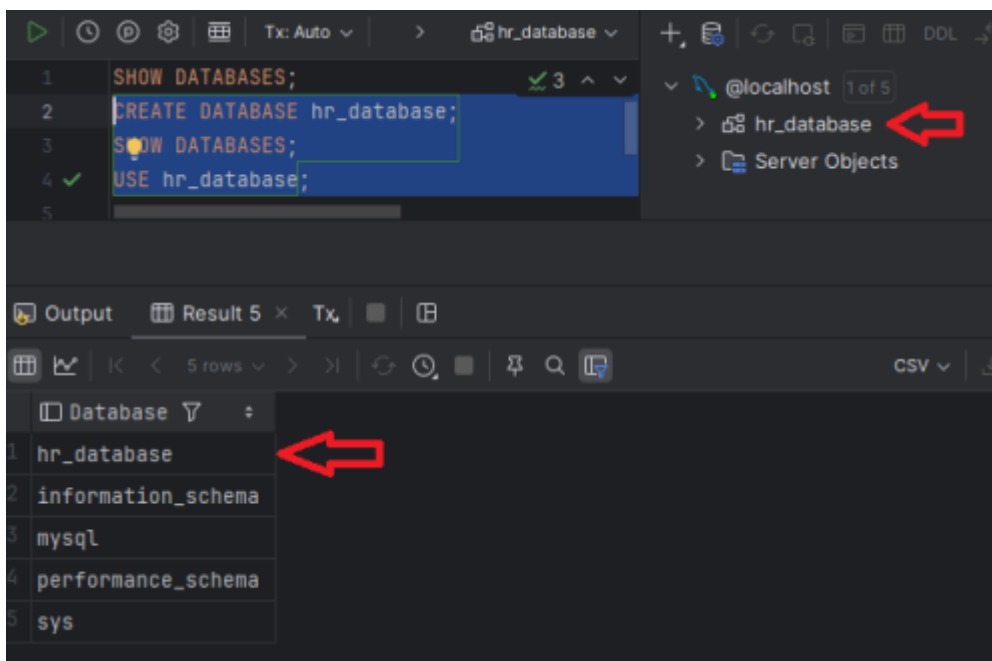 Tx: Auto
hr_database
DDL
1 SHOW DATABASES;
3
2 CREATE DATABASE hr_database;
3 SHOW DATABASES;
4 USE hr_database;
5
@localhost 1 of 5
hr_database
Server Objects
Output
Result 5
Tx
5 rows
CSV
Database
1 hr_database
2 information_schema
3 mysql
4 performance_schema
5 sys